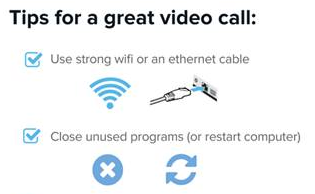 Tips for a great video call:
Use strong wifi or an ethernet cable
Close unused programs (or restart computer)